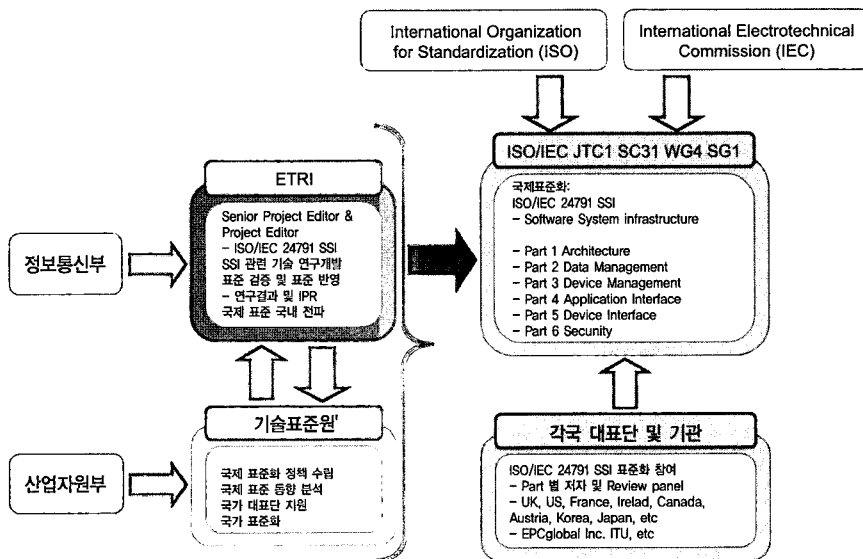 International Organization
for Standardization (ISO)
International Electrotechnical
Commission (IEC)
ISO/IEC JTC1 SC31 WG4 SG1
국제표준화:
ISO/IEC 24791 SSI
- Software System infrastructure
- Part 1 Architecture
- Part 2 Data Management
- Part 3 Device Management
- Part 4 Application Interface
- Part 5 Device Interface
- Part 6 Security
ETRI
Senior Project Editor &
Project Editor
- ISO/IEC 24791 SSI
SSI 관련 기술 연구개발
표준 검증 및 표준 반영
- 연구결과 및 IPR
국제 표준 국내 전파
정보통신부
기술표준원'
국제 표준화 정책 수립
국제 표준 동향 분석
국가 대표단 지원
국가 표준화
산업자원부
각국 대표단 및 기관
ISO/IEC 24791 SSI 표준화 참여
- Part 별 저자 및 Review panel
- UK, US, France, Irelad, Canada,
Austria, Korea, Japan, etc
- EPCglobal Inc. ITU, etc